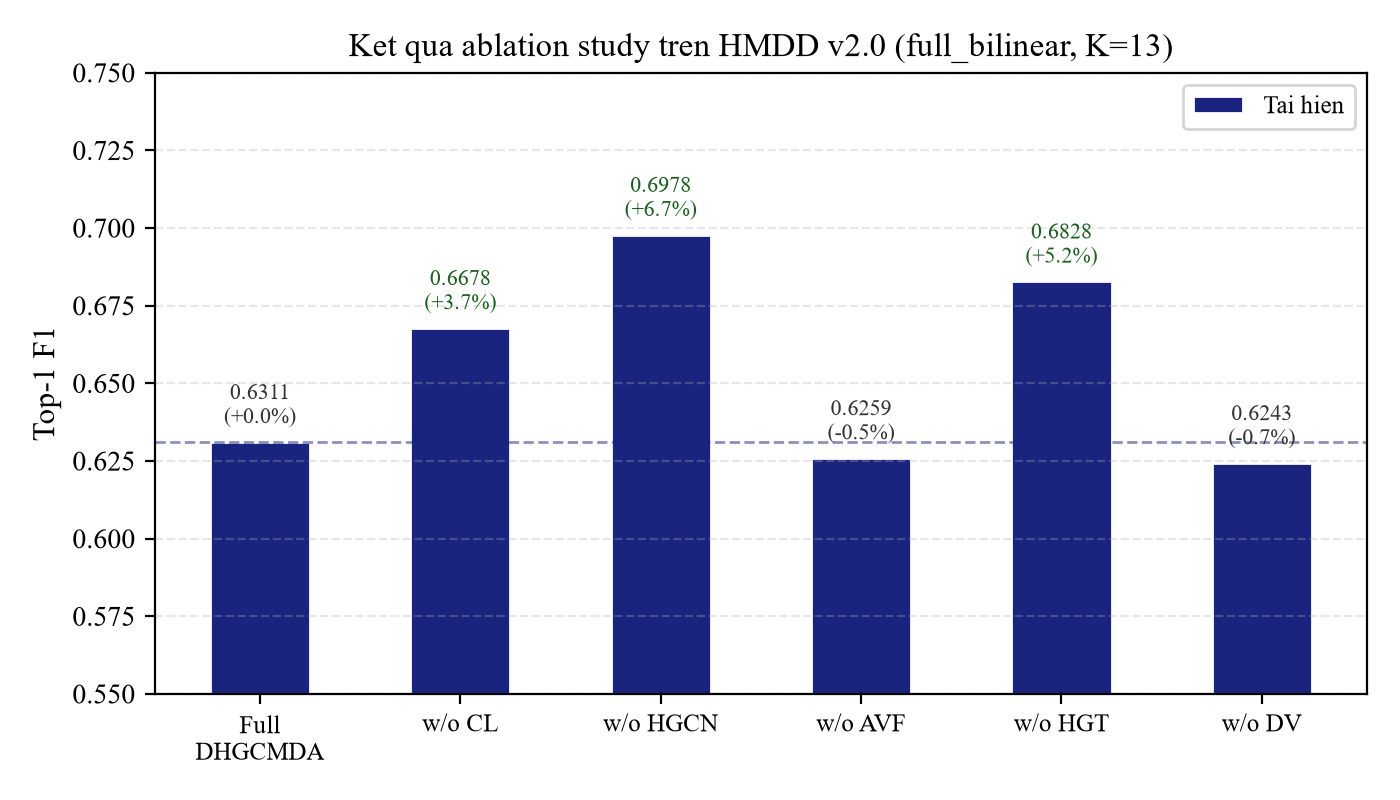 Ket qua ablation study tren HMDD v2.0 (full_bilinear, K=13)
Tai hien
Top-1 F1
0.750
0.725
0.700
0.675
0.650
0.625
0.600
0.575
0.550
0.6311
(+0.0%)
0.6678
(+3.7%)
0.6978
(+6.7%)
0.6259
(-0.5%)
0.6828
(+5.2%)
0.6243
(-0.7%)
Full
DHGCMDA
w/o CL
w/o HGCN
w/o AVF
w/o HGT
w/o DV